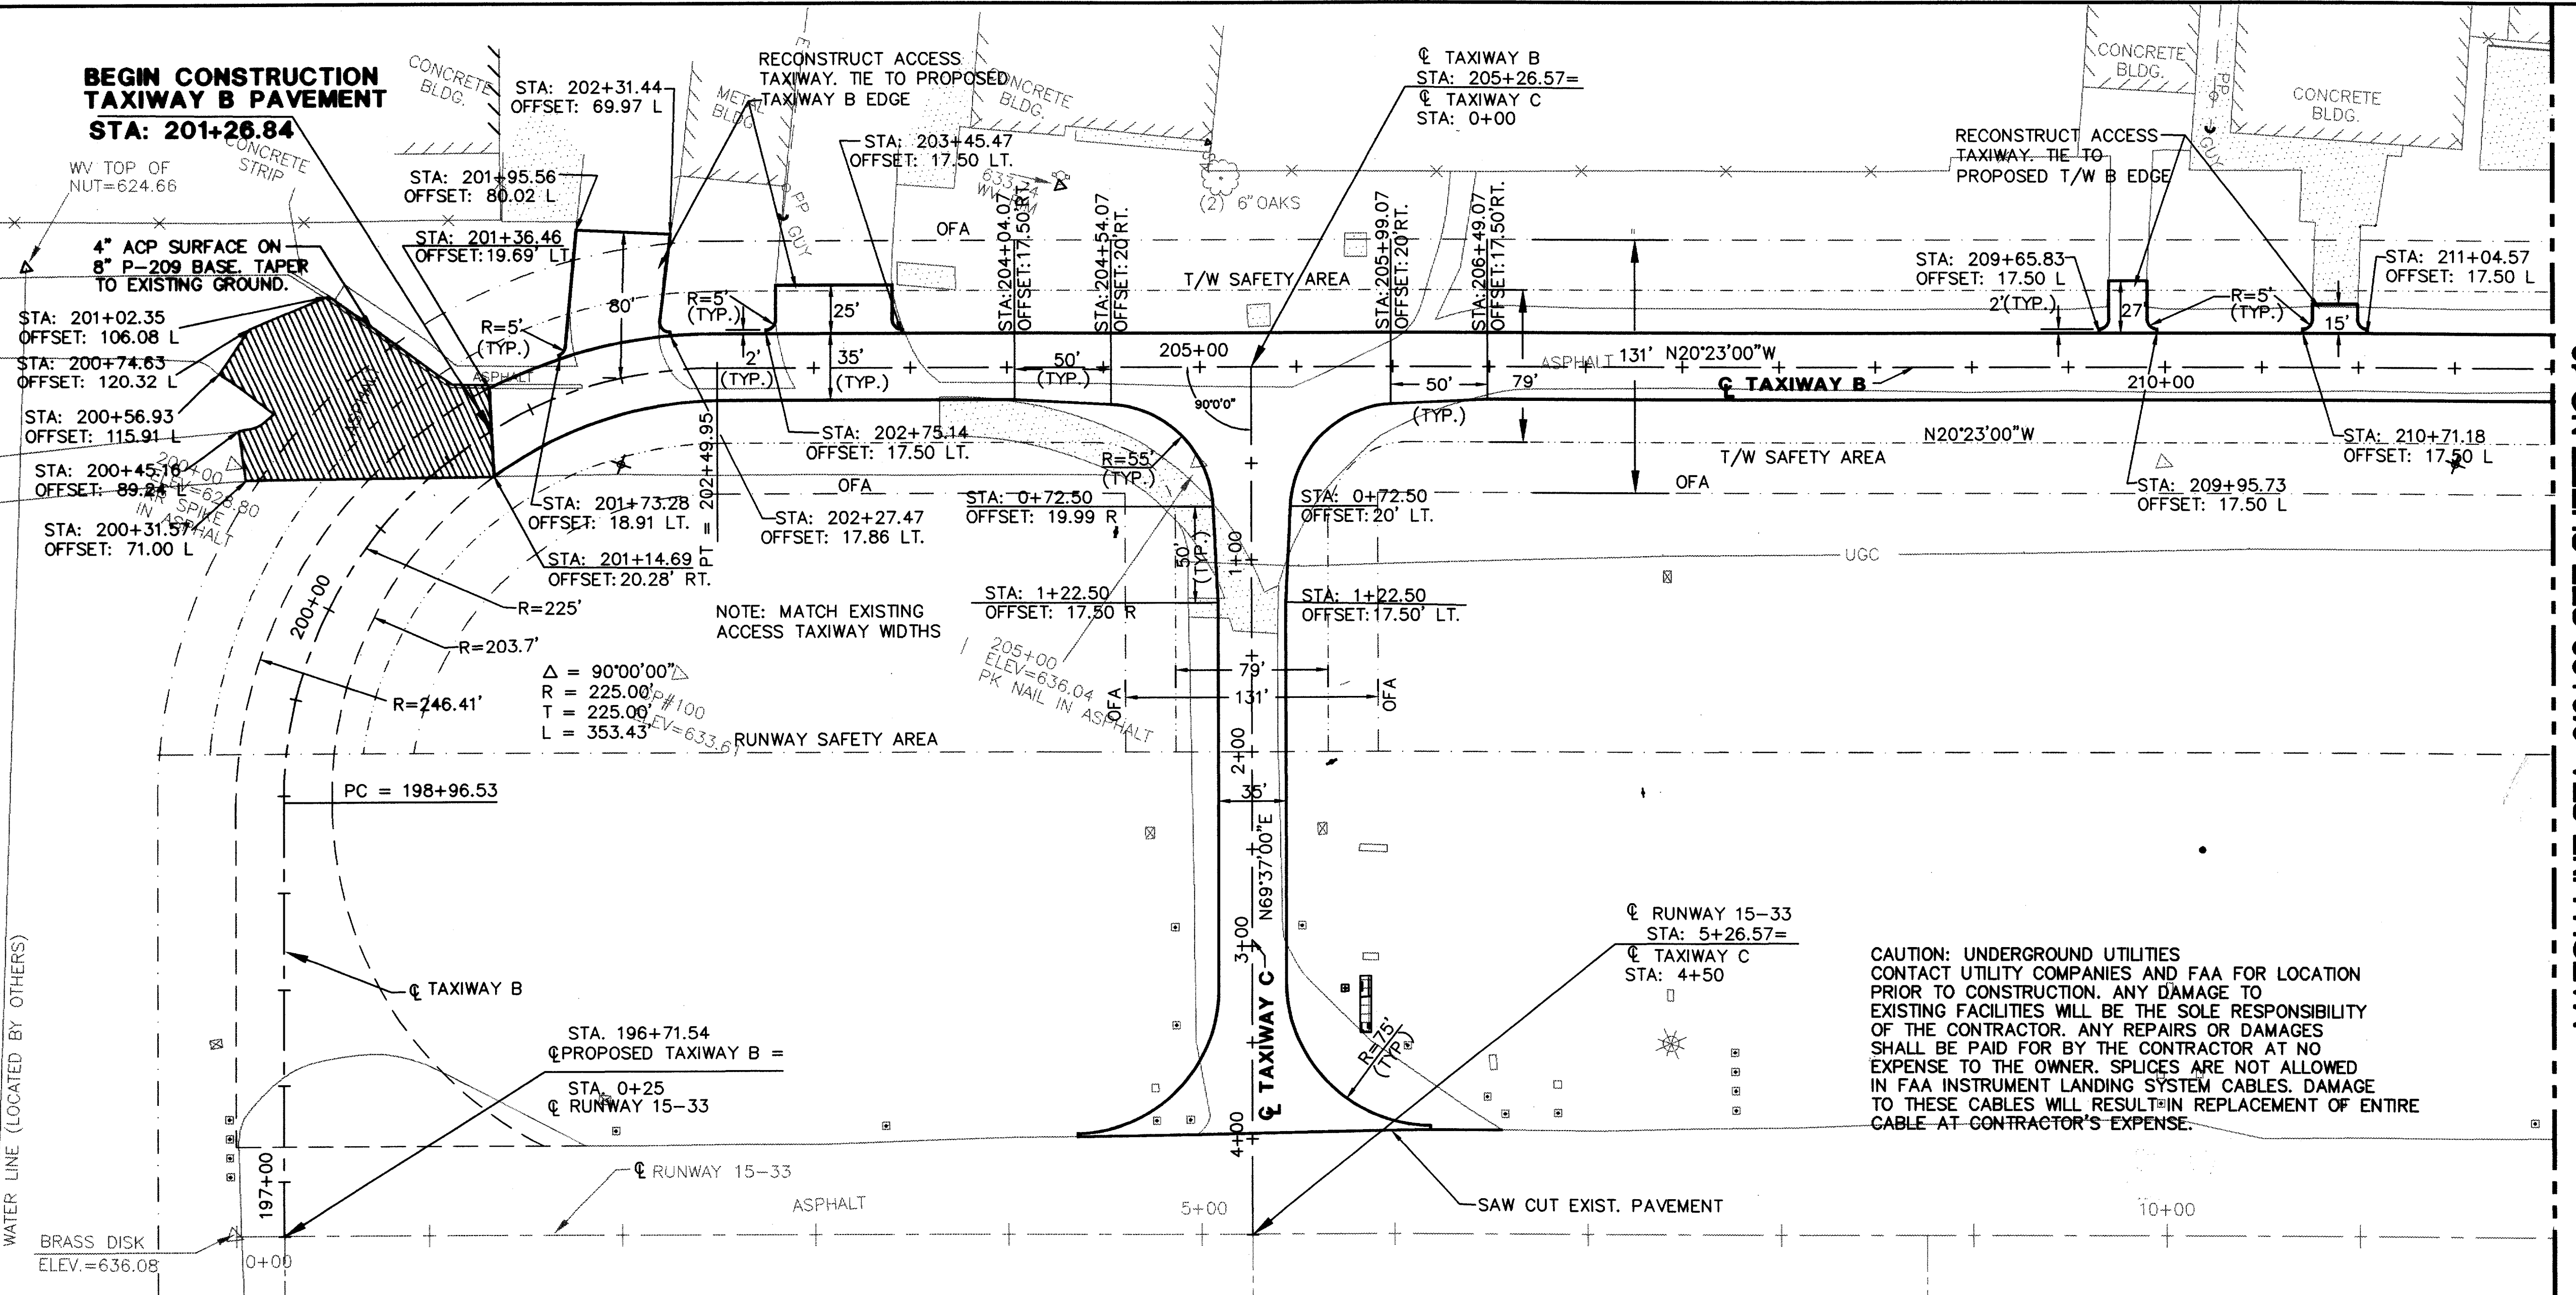 BEGIN CONSTRUCTION
TAXIWAY B PAVEMENT
STA: 201+26.84
CONCRETE
STRIP
WV TOP OF
NUT=624.66
CONCRETE
BLDG.
STA: 202+31.44
OFFSET: 69.97 L
METAL
BLDG.
RECONSTRUCT ACCESS
TAXIWAY. TIE TO PROPOSED
TAXIWAY B EDGE
CONCRETE
BLDG.
STA: 203+45.47
OFFSET: 17.50 LT.
STA: 201+95.56
OFFSET: 80.02 L
STA: 201+36.46
OFFSET: 19.69' LT
4" ACP SURFACE ON
8" P-209 BASE. TAPER
TO EXISTING GROUND.
STA: 201+02.35
OFFSET: 106.08 L
STA: 200+74.63
OFFSET: 120.32 L
STA: 200+56.93
OFFSET: 115.91 L
STA: 200+45.16
OFFSET: 89.24 L
STA: 200+31.57
OFFSET: 71.00 L
200+00
ELEV=628.80
SPIKE
IN ASPHALT
R=5'
(TYP.)
80'
R=5'
(TYP.)
25'
2'
(TYP.)
35'
(TYP.)
PP
GUY
ASPHALT
OFA
(2) 6" OAKS
STA: 204+04.07
OFFSET: 17.50' RT.
STA: 204+54.07
OFFSET: 20' RT.
50'
(TYP.)
205+00
90°0'0"
T/W SAFETY AREA
℄ TAXIWAY B
STA: 205+26.57=
℄ TAXIWAY C
STA: 0+00
STA: 205+99.07
OFFSET: 20' RT.
STA: 206+49.07
OFFSET: 17.50' RT.
50'
(TYP.)
79'
131'
ASPHALT
N20°23'00"W
℄ TAXIWAY B
210+00
CONCRETE
BLDG.
PP
GUY
CONCRETE
BLDG.
RECONSTRUCT ACCESS
TAXIWAY. TIE TO
PROPOSED T/W B EDGE
STA: 209+65.83
OFFSET: 17.50 L
2'(TYP.)
27'
R=5'
(TYP.)
15'
STA: 211+04.57
OFFSET: 17.50 L
N20°23'00"W
T/W SAFETY AREA
OFA
STA: 210+71.18
OFFSET: 17.50 L
STA: 209+95.73
OFFSET: 17.50 L
UGC
STA: 202+75.14
OFFSET: 17.50 LT.
OFA
STA: 201+73.28
OFFSET: 18.91 LT.
PT = 202+49.95
STA: 202+27.47
OFFSET: 17.86 LT.
STA: 201+14.69
OFFSET: 20.28' RT.
R=55'
(TYP.)
STA: 0+72.50
OFFSET: 19.99 R
STA: 0+72.50
OFFSET: 20' LT.
50'
(TYP.)
1+00
STA: 1+22.50
OFFSET: 17.50 R
STA: 1+22.50
OFFSET: 17.50' LT.
200+00
R=225'
R=203.7'
R=246.41'
NOTE: MATCH EXISTING
ACCESS TAXIWAY WIDTHS
Δ = 90°00'00"
R = 225.00'
T = 225.00'
L = 353.43'
CP#100
ELEV=633.61
205+00
ELEV=636.04
PK NAIL IN ASPHALT
79'
131'
OFA
OFA
RUNWAY SAFETY AREA
2+00
35'
PC = 198+96.53
N69°37'00"E
3+00
℄ TAXIWAY C
4+00
℄ TAXIWAY B
STA. 196+71.54
℄PROPOSED TAXIWAY B =
STA. 0+25
℄ RUNWAY 15-33
℄ RUNWAY 15-33
STA: 5+26.57=
℄ TAXIWAY C
STA: 4+50
R=75'
(TYP.)
CAUTION: UNDERGROUND UTILITIES
CONTACT UTILITY COMPANIES AND FAA FOR LOCATION
PRIOR TO CONSTRUCTION. ANY DAMAGE TO
EXISTING FACILITIES WILL BE THE SOLE RESPONSIBILITY
OF THE CONTRACTOR. ANY REPAIRS OR DAMAGES
SHALL BE PAID FOR BY THE CONTRACTOR AT NO
EXPENSE TO THE OWNER. SPLICES ARE NOT ALLOWED
IN FAA INSTRUMENT LANDING SYSTEM CABLES. DAMAGE
TO THESE CABLES WILL RESULT IN REPLACEMENT OF ENTIRE
CABLE AT CONTRACTOR'S EXPENSE.
WATER LINE (LOCATED BY OTHERS)
197+00
℄ RUNWAY 15-33
ASPHALT
5+00
SAW CUT EXIST. PAVEMENT
10+00
BRASS DISK
ELEV.=636.08
0+00